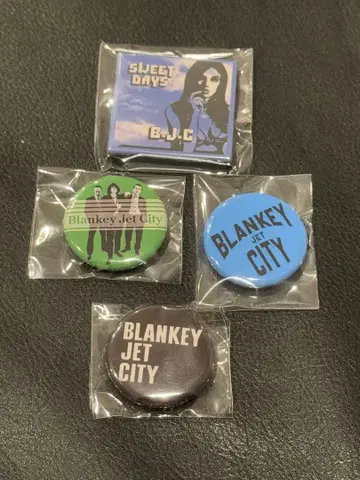 SWEET
DAYS
B.J.C
Blankey Jet City
BLANKEY
JET
CITY
BLANKEY
JET
CITY